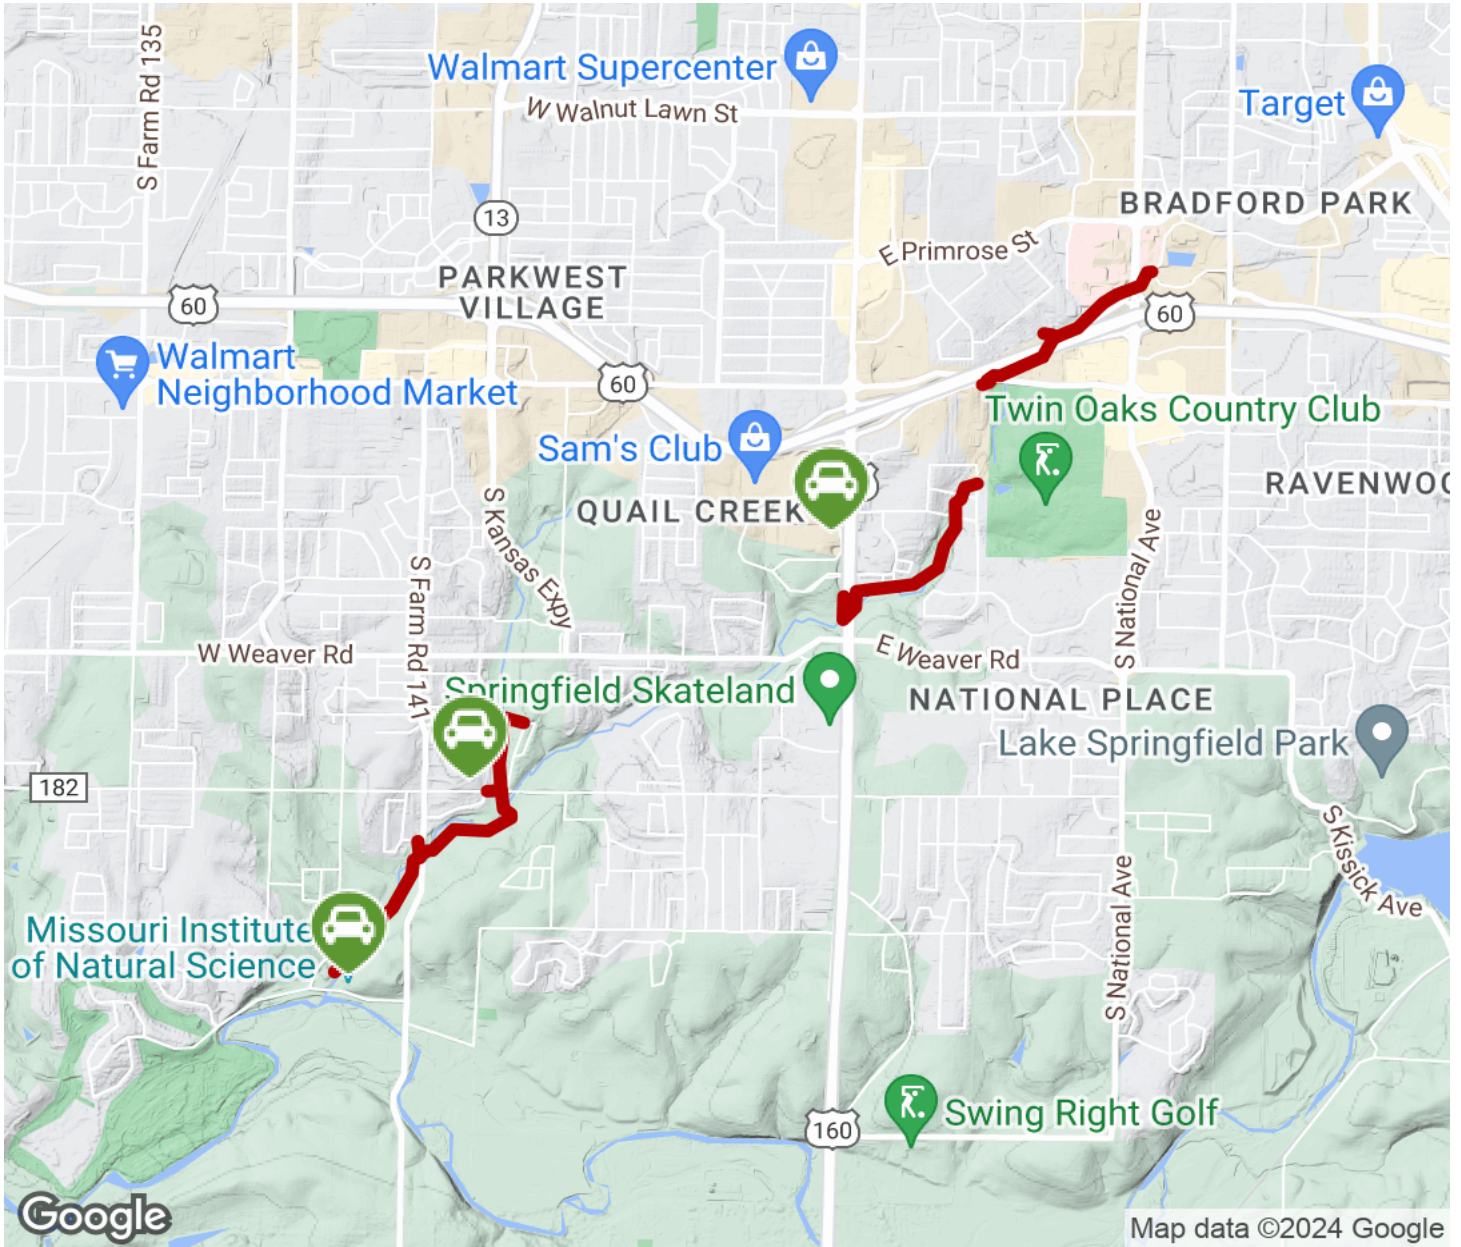 S Farm Rd 135
Walmart Supercenter
W Walnut Lawn St
Target
13
BRADFORD PARK
E Primrose St
PARKWEST
VILLAGE
60
60
Walmart
Neighborhood Market
60
Twin Oaks Country Club
Sam's Club
QUAIL CREEK
RAVENWOO
S Kansas Expy
S National Ave
S Farm Rd 141
W Weaver Rd
E Weaver Rd
Springfield Skateland
NATIONAL PLACE
Lake Springfield Park
182
S Kissick Ave
S National Ave
Missouri Institute
of Natural Science
Swing Right Golf
160
Google
Map data ©2024 Google